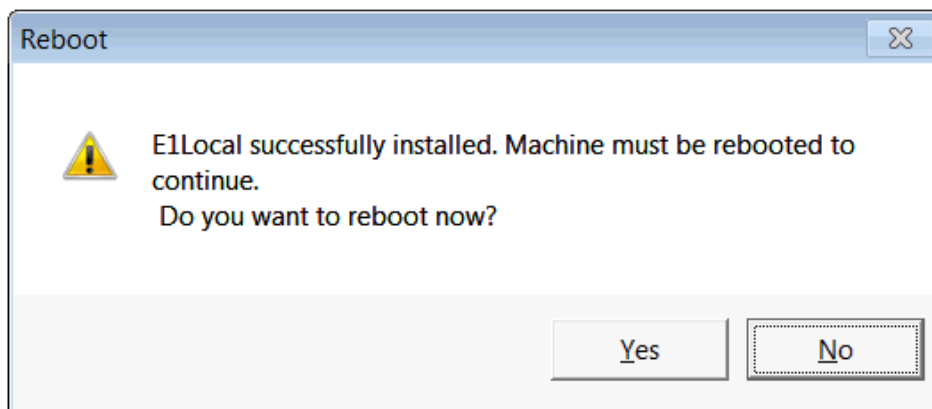 Reboot
E1Local successfully installed. Machine must be rebooted to
continue.
Do you want to reboot now?
Yes
No